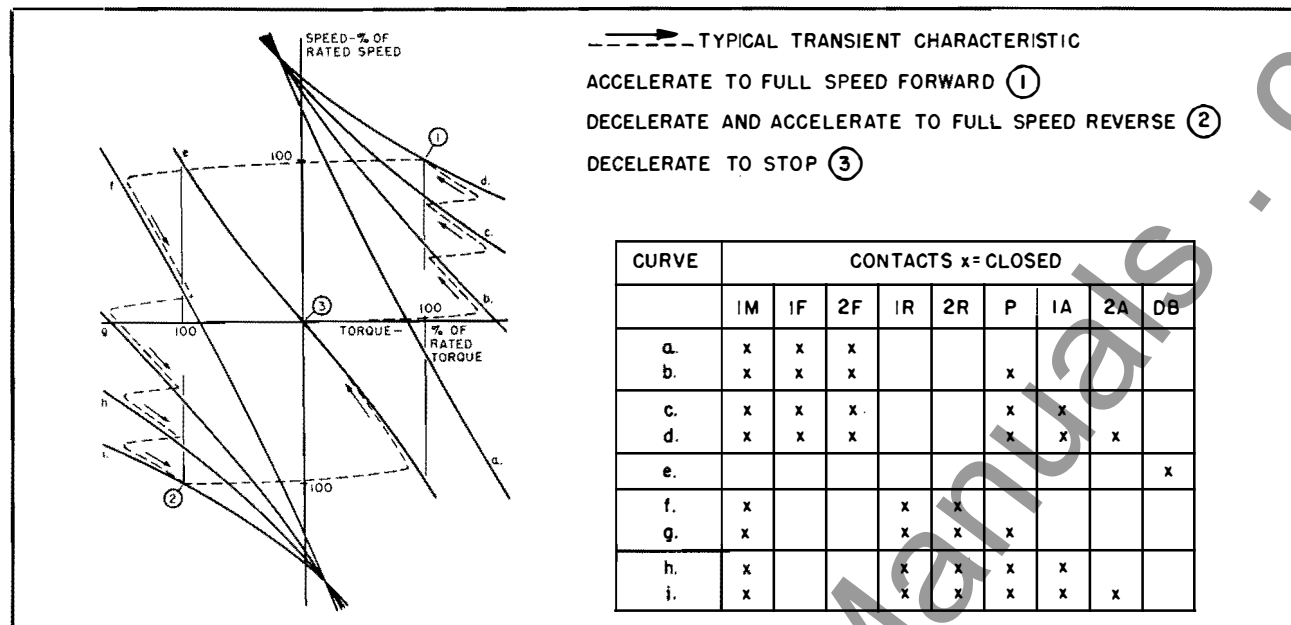 SPEED-% OF
RATED SPEED
TYPICAL TRANSIENT CHARACTERISTIC
ACCELERATE TO FULL SPEED FORWARD 1
DECELERATE AND ACCELERATE TO FULL SPEED REVERSE 2
DECELERATE TO STOP 3
1
e
100
f
d.
c.
b.
3
g
100
TORQUE-
100
% OF
RATED
TORQUE
h
i.
a.
2
100
CURVE CONTACTS x=CLOSED
1M 1F 2F 1R 2R P 1A 2A DB
a. x x x
b. x x x x
c. x x x x x
d. x x x x x x
e. x
f. x x x
g. x x x x
h. x x x x x
i. x x x x x x
Manuals.